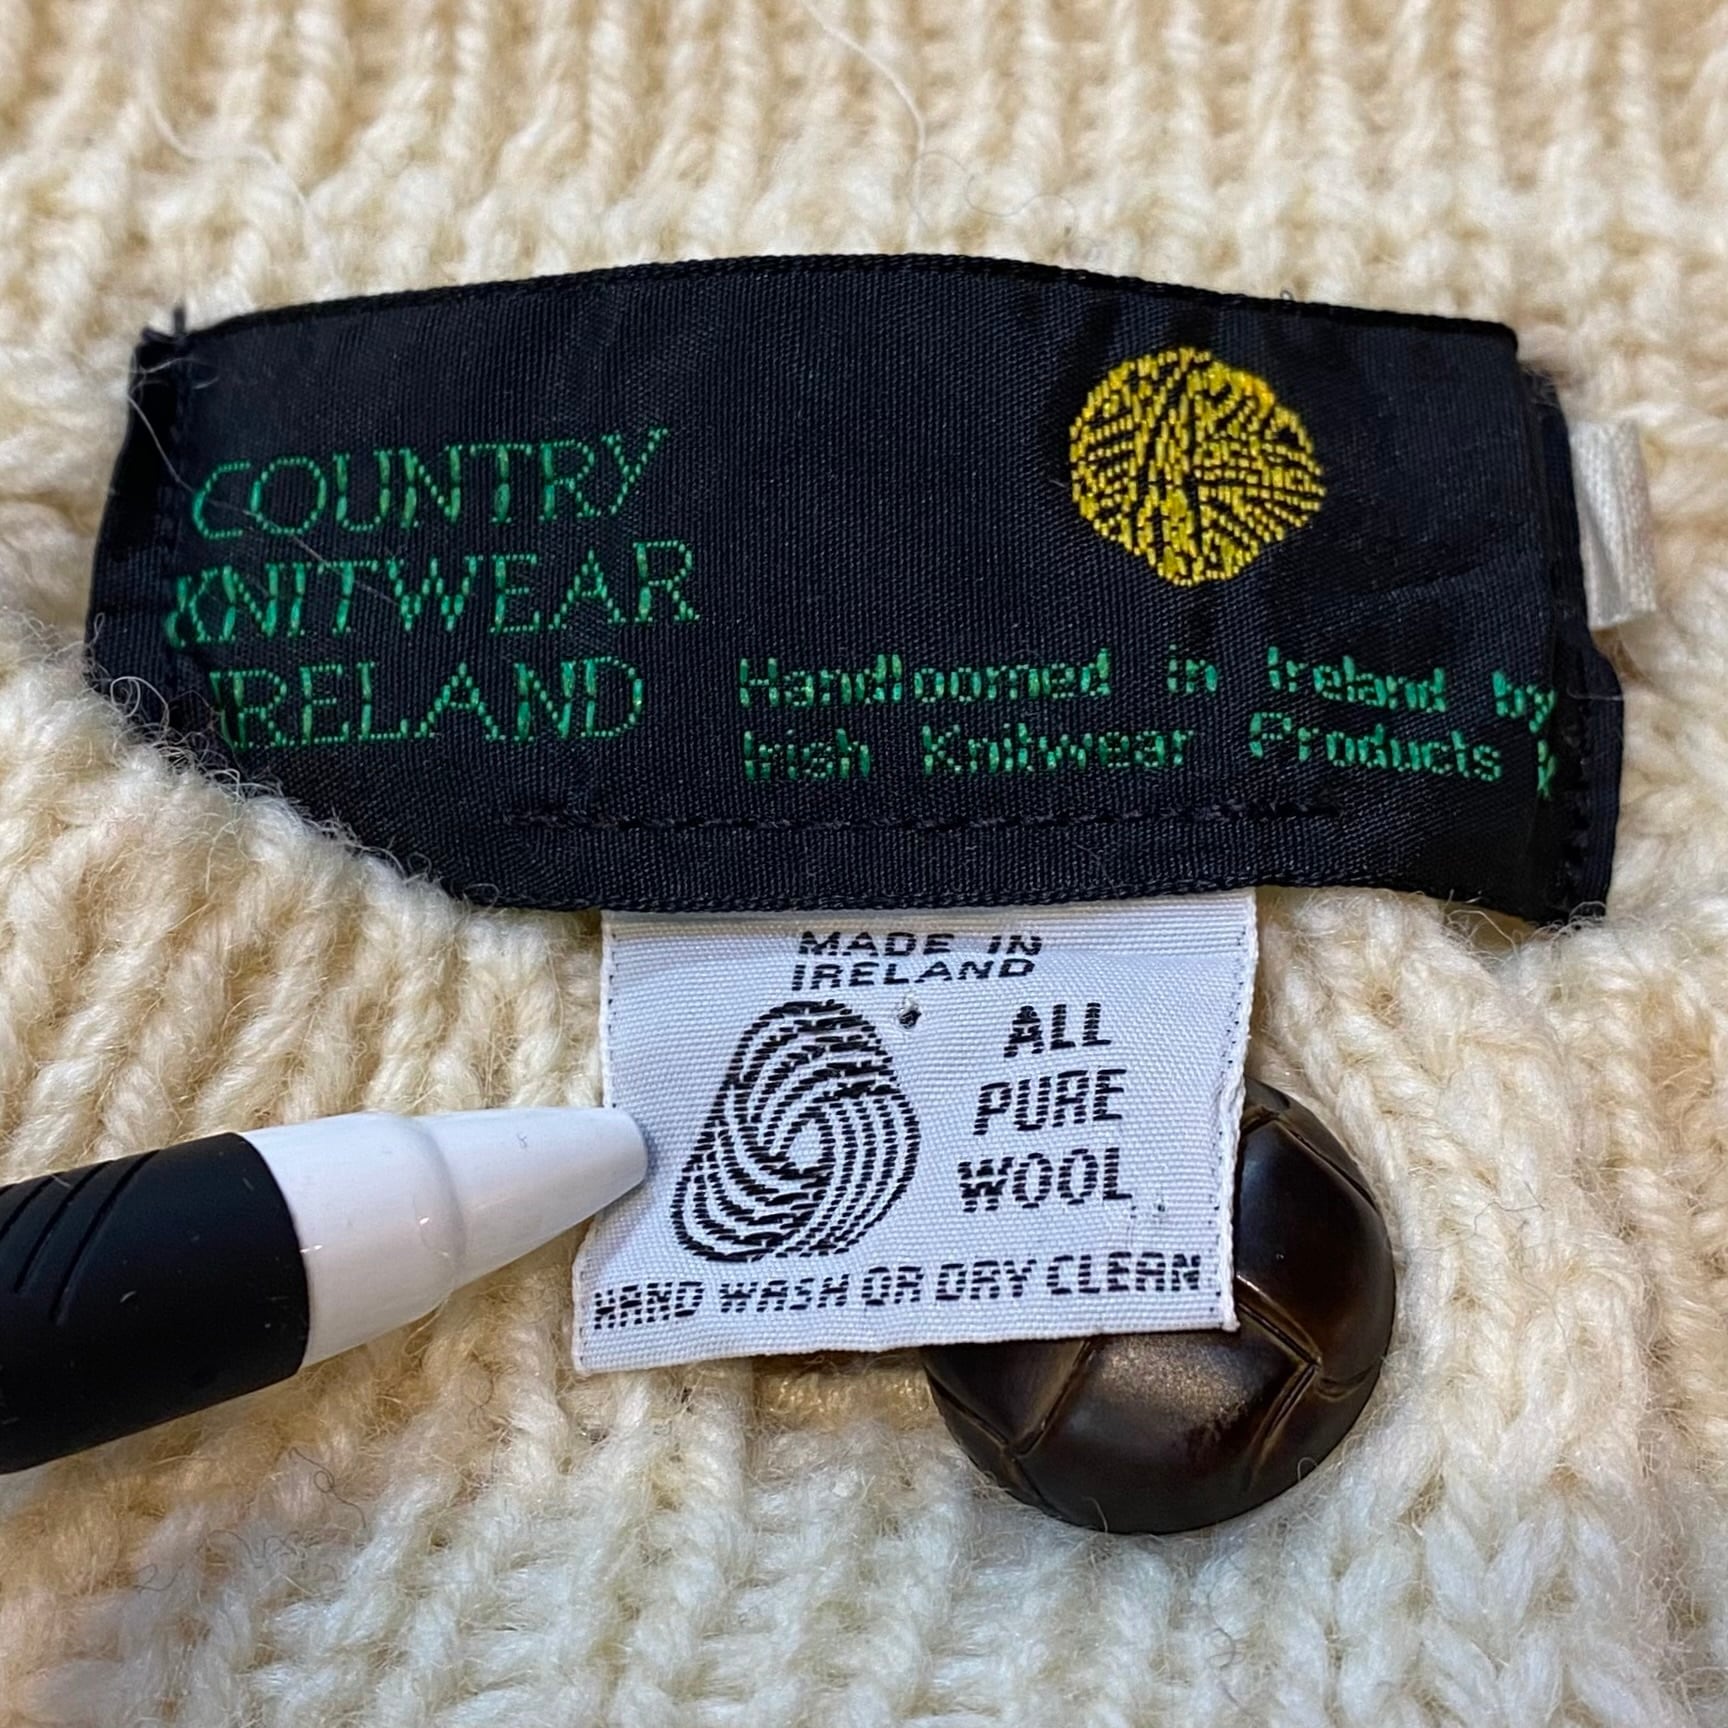 COUNTRY
KNITWEAR
IRELAND
Handloomed in Ireland by
Irish Knitwear Products
MADE IN
IRELAND
ALL
PURE
WOOL
HAND WASH OR DRY CLEAN